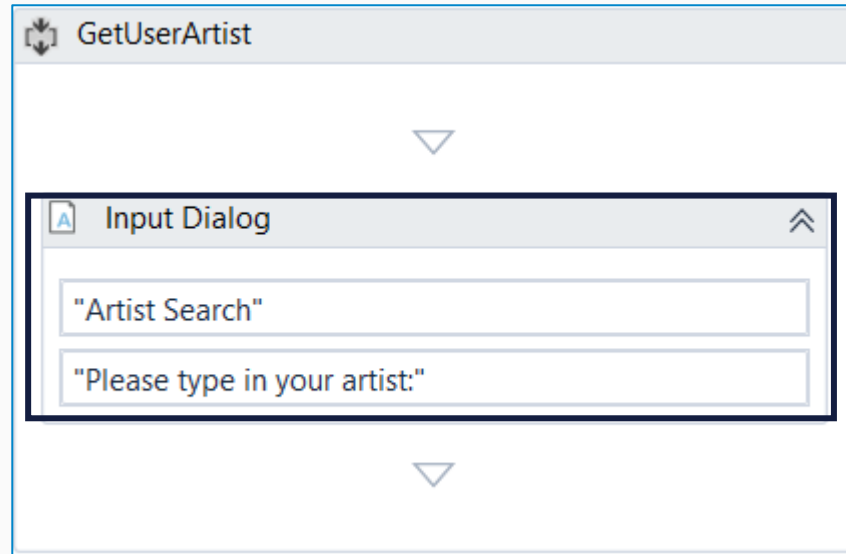 GetUserArtist
A Input Dialog
"Artist Search"
"Please type in your artist:"